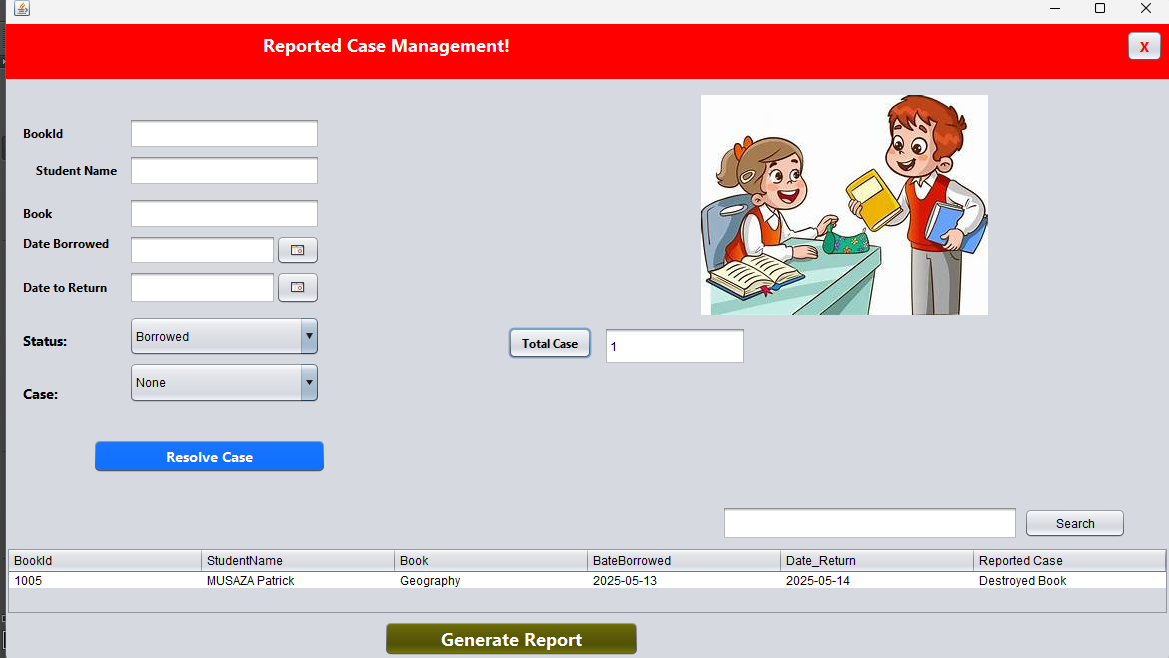 Reported Case Management!
X
BookId
Student Name
Book
Date Borrowed
Date to Return
Status:
Borrowed
Total Case
1
Case:
None
Resolve Case
Search
BookId StudentName Book BateBorrowed Date_Return Reported Case
1005 MUSAZA Patrick Geography 2025-05-13 2025-05-14 Destroyed Book
Generate Report